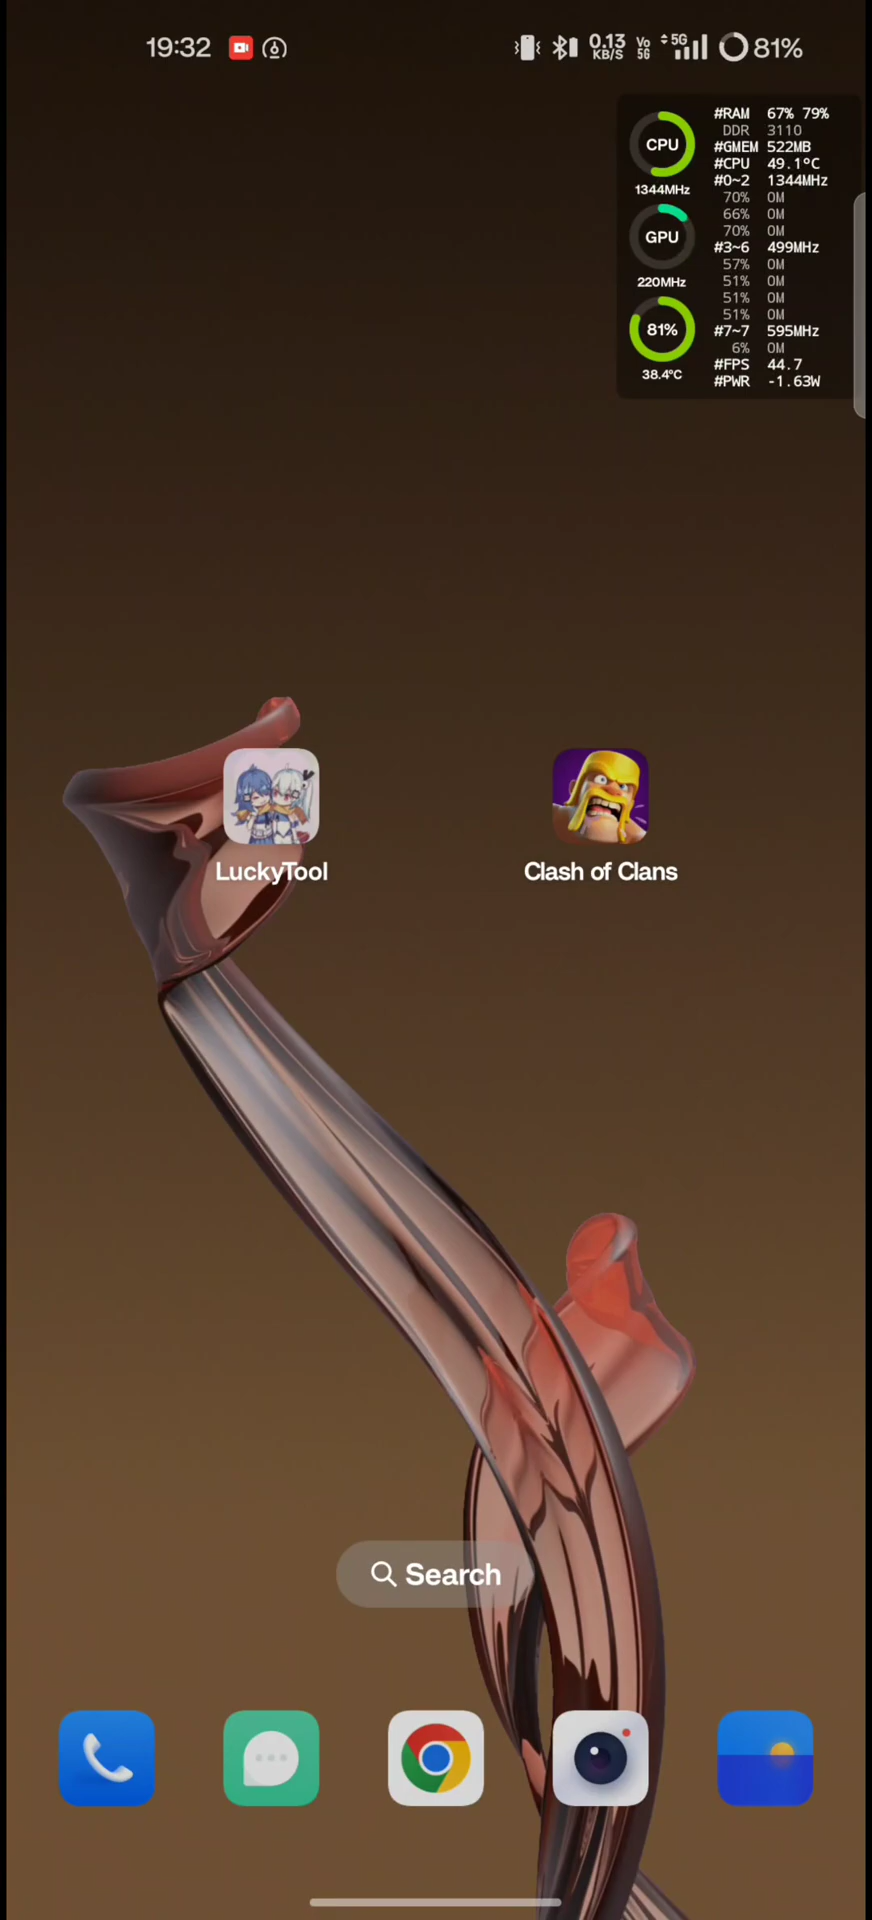 19:32 0.13 KB/S Vo 5G 5G 81%
CPU
1344MHz
GPU
220MHz
81%
38.4°C
#RAM 67% 79%
DDR 3110
#GMEM 522MB
#CPU 49.1°C
#0~2 1344MHz
70% 0M
66% 0M
70% 0M
#3~6 499MHz
57% 0M
51% 0M
51% 0M
51% 0M
#7~7 595MHz
6% 0M
#FPS 44.7
#PWR -1.63W
LuckyTool
Clash of Clans
Search